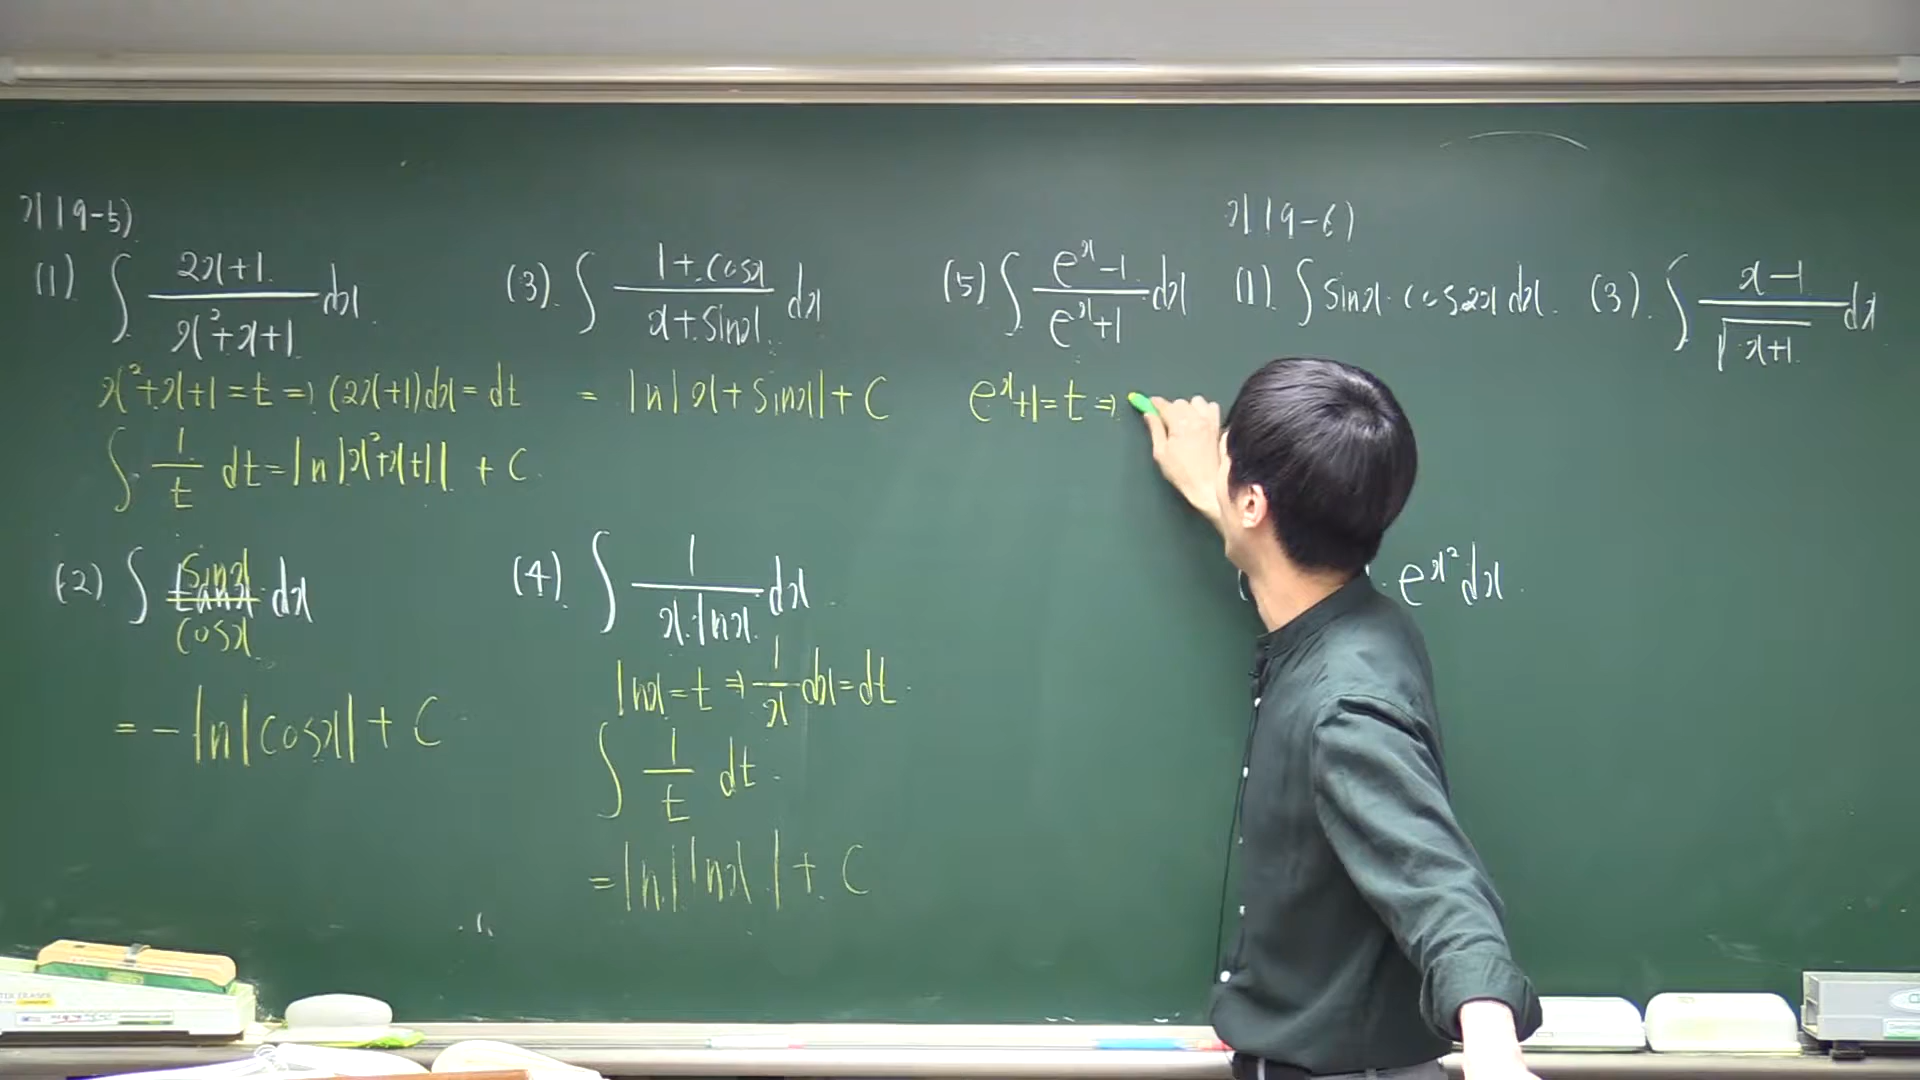 거 19-5)
(1) ∫ (2x+1)/(x²+x+1) dx
x²+x+1=t ⇒ (2x+1)dx=dt
∫ 1/t dt = ln|x²+x+1| + C
(2) ∫ tanx dx
sinx/cosx
= -ln|cosx| + C
(3) ∫ (1+cosx)/(x+sinx) dx
= ln|x+sinx| + C
(4) ∫ 1/(x·lnx) dx
lnx=t ⇒ 1/x dx=dt
∫ 1/t dt
= ln|lnx| + C
(5) ∫ (eˣ-1)/(eˣ+1) dx
eˣ+1=t ⇒
거 19-6)
(1) ∫ sinx·cos2x dx
e^{x²} dx
(3) ∫ (x-1)/√(x+1) dx